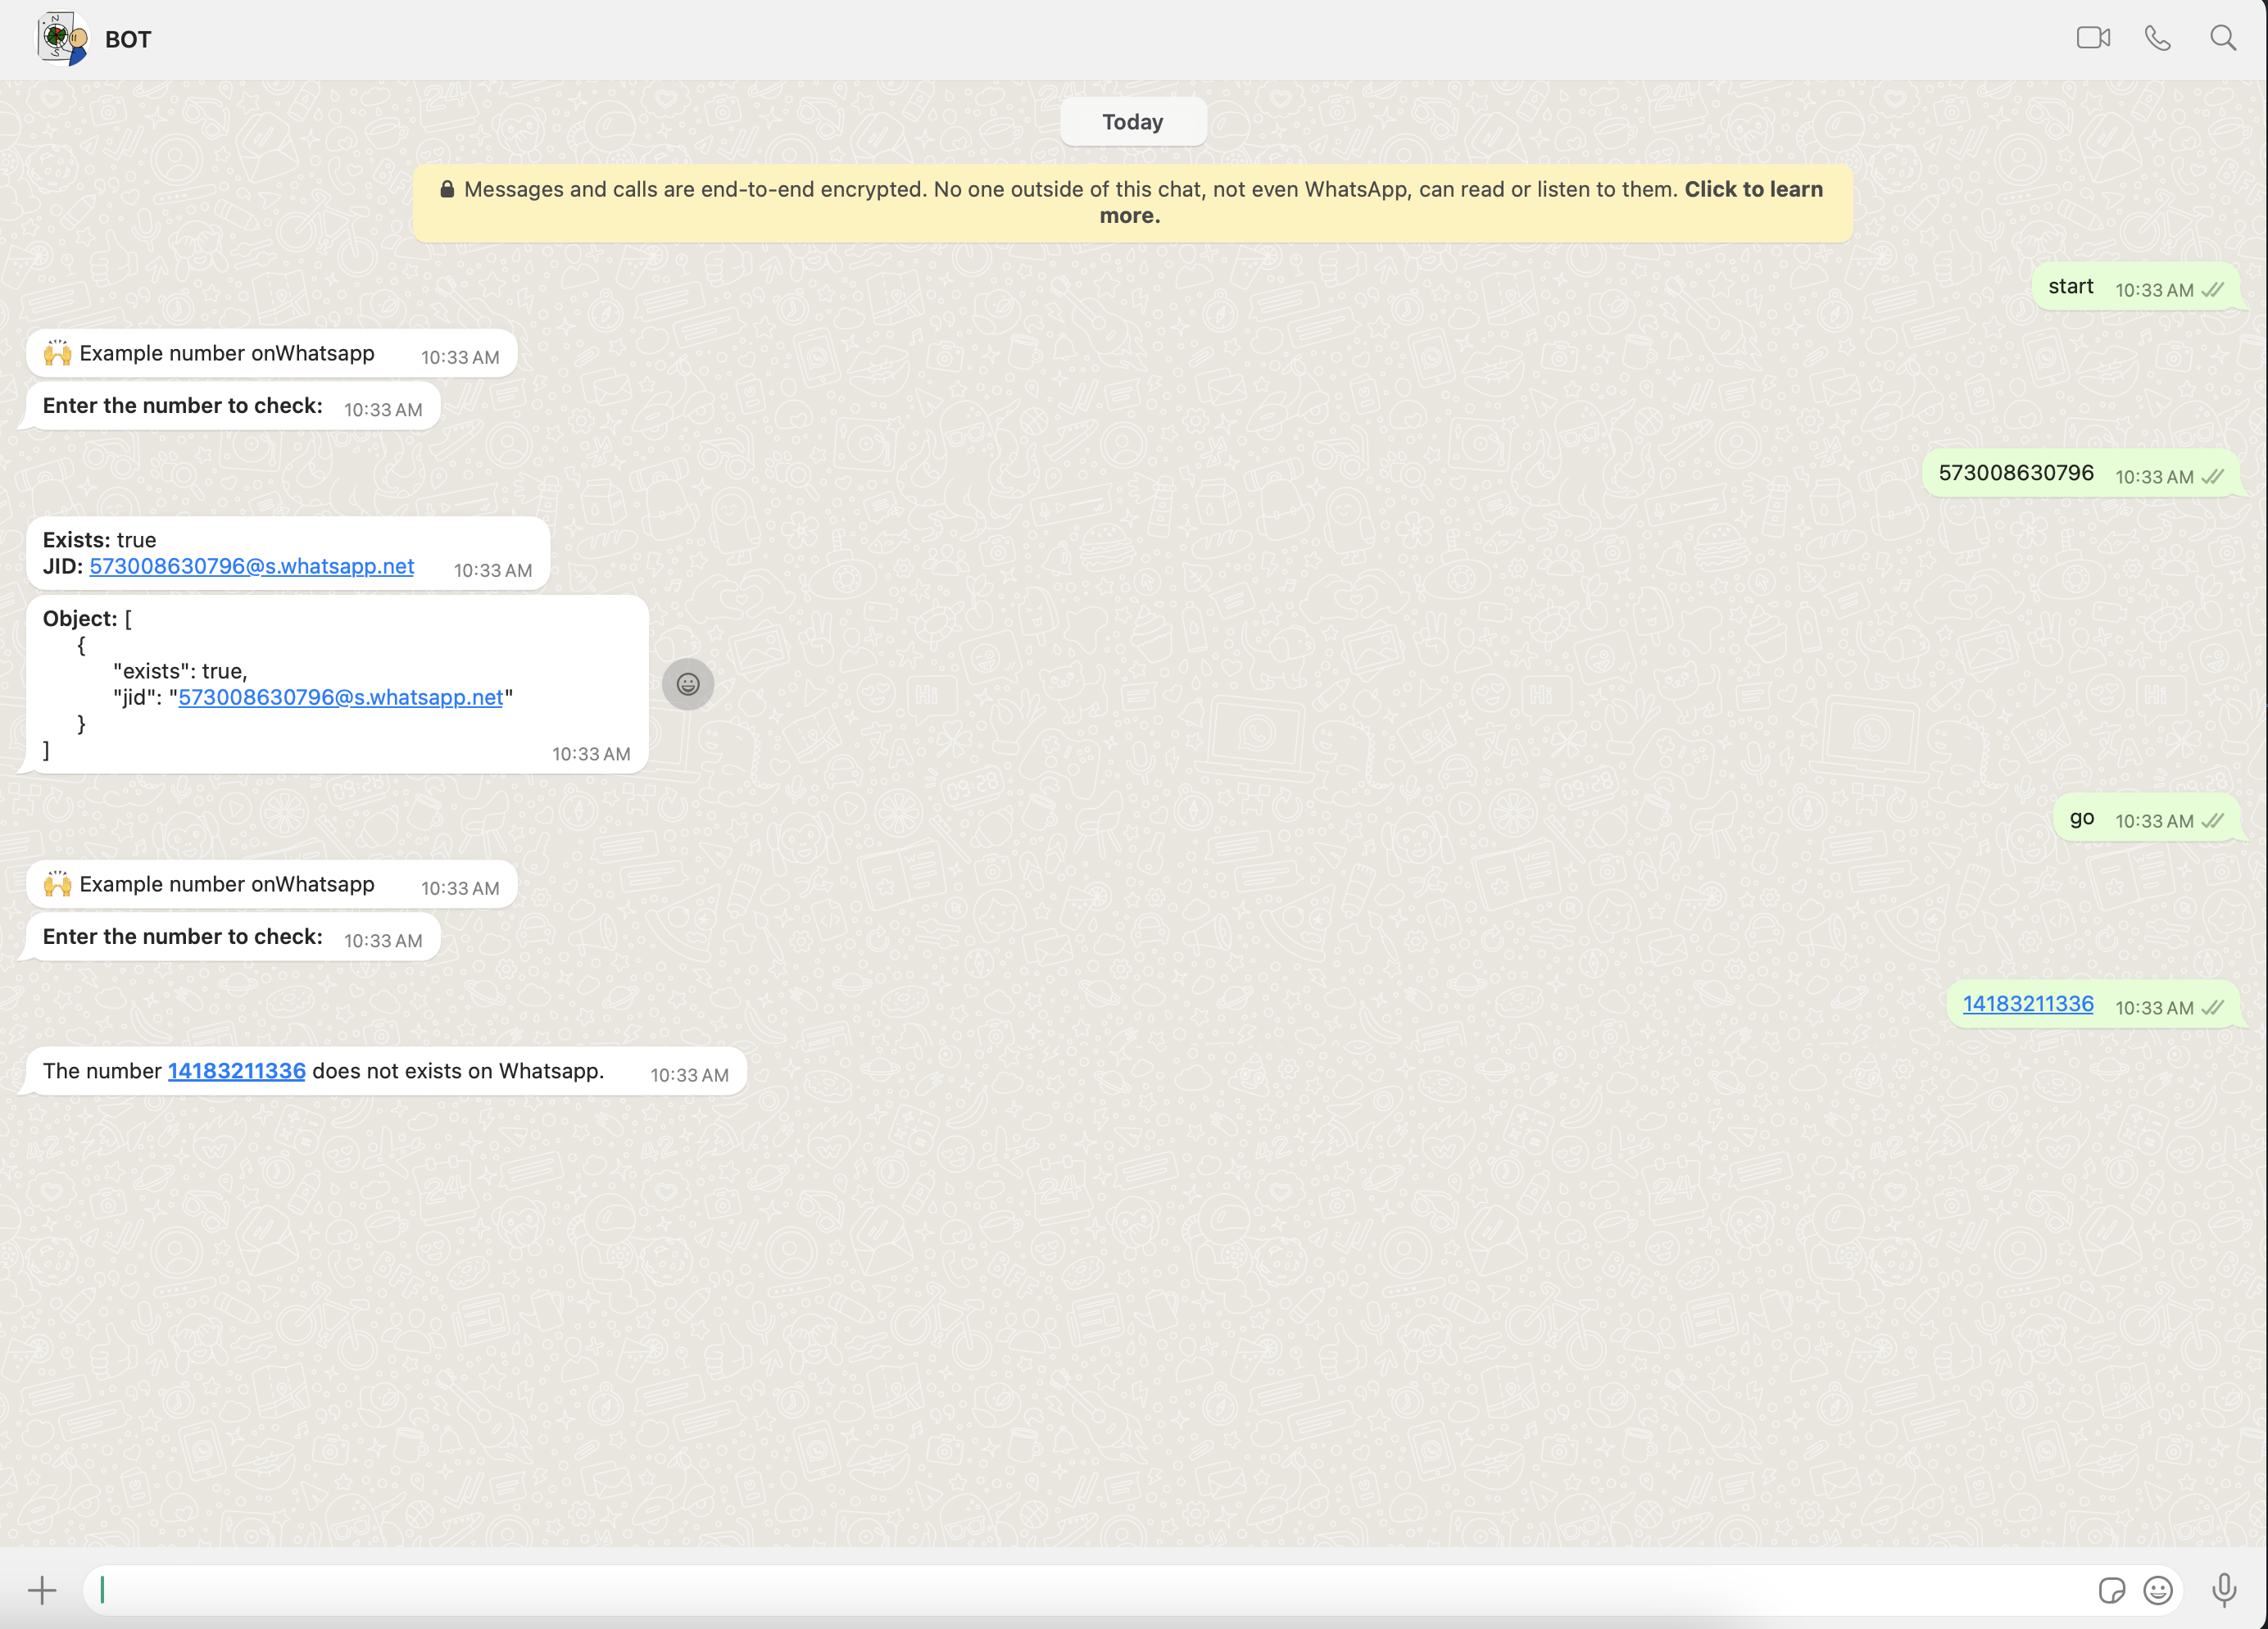 BOT
Today
Messages and calls are end-to-end encrypted. No one outside of this chat, not even WhatsApp, can read or listen to them. Click to learn
more.
start 10:33 AM
🙌 Example number onWhatsapp 10:33 AM
Enter the number to check: 10:33 AM
573008630796 10:33 AM
Exists: true
JID: 573008630796@s.whatsapp.net 10:33 AM
Object: [
{
"exists": true,
"jid": "573008630796@s.whatsapp.net"
}
] 10:33 AM
go 10:33 AM
🙌 Example number onWhatsapp 10:33 AM
Enter the number to check: 10:33 AM
14183211336 10:33 AM
The number 14183211336 does not exists on Whatsapp. 10:33 AM